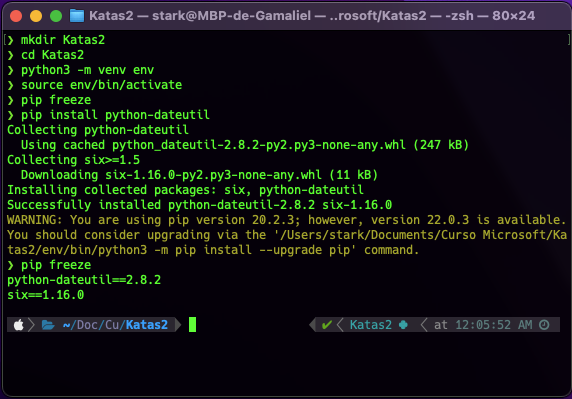 Katas2 — stark@MBP-de-Gamaliel — ..rosoft/Katas2 — -zsh — 80×24
[❯ mkdir Katas2
❯ cd Katas2
❯ python3 -m venv env
❯ source env/bin/activate
❯ pip freeze
❯ pip install python-dateutil
Collecting python-dateutil
  Using cached python_dateutil-2.8.2-py2.py3-none-any.whl (247 kB)
Collecting six>=1.5
  Downloading six-1.16.0-py2.py3-none-any.whl (11 kB)
Installing collected packages: six, python-dateutil
Successfully installed python-dateutil-2.8.2 six-1.16.0
WARNING: You are using pip version 20.2.3; however, version 22.0.3 is available.
You should consider upgrading via the '/Users/stark/Documents/Curso Microsoft/Ka
tas2/env/bin/python3 -m pip install --upgrade pip' command.
❯ pip freeze
python-dateutil==2.8.2
six==1.16.0
~/Doc/Cu/Katas2 ✔ Katas2 at 12:05:52 AM